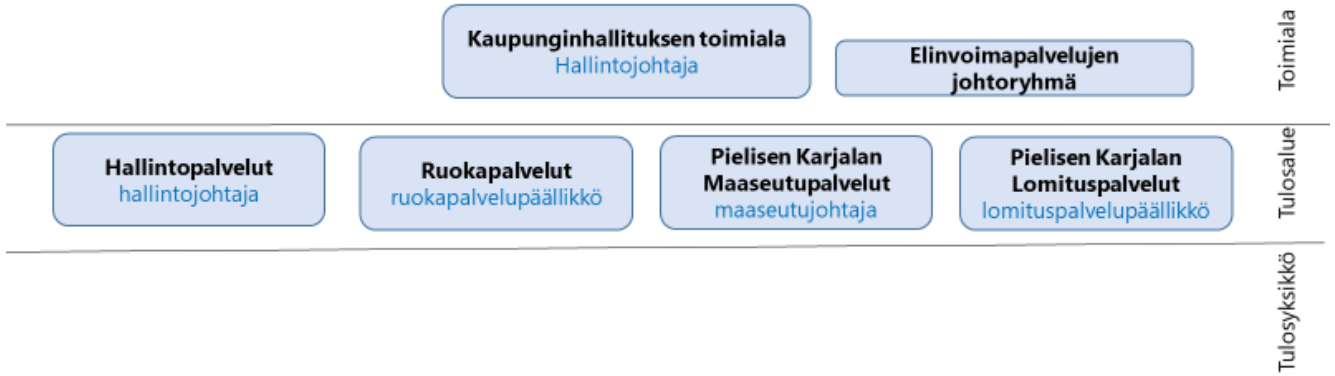 Kaupunginhallituksen toimiala
Hallintojohtaja
Elinvoimapalvelujen
johtoryhmä
Toimiala
Hallintopalvelut
hallintojohtaja
Ruokapalvelut
ruokapalvelupäällikkö
Pielisen Karjalan
Maaseutupalvelut
maaseutujohtaja
Pielisen Karjalan
Lomituspalvelut
lomituspalvelupäällikkö
Tulosalue
Tulosyksikkö